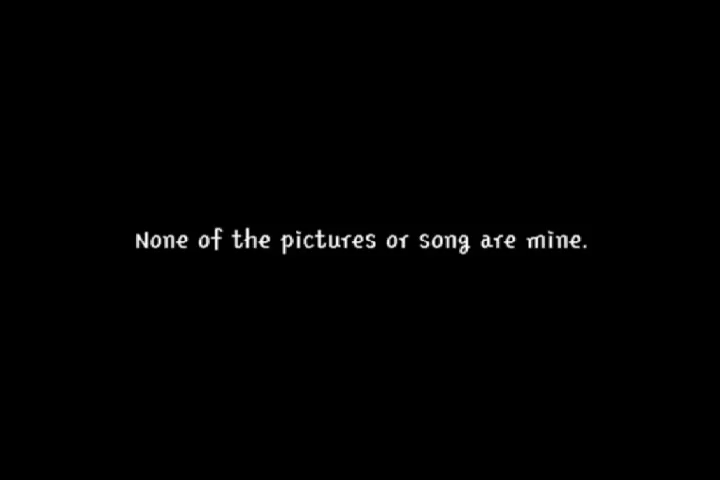 None of the pictures or song are mine.